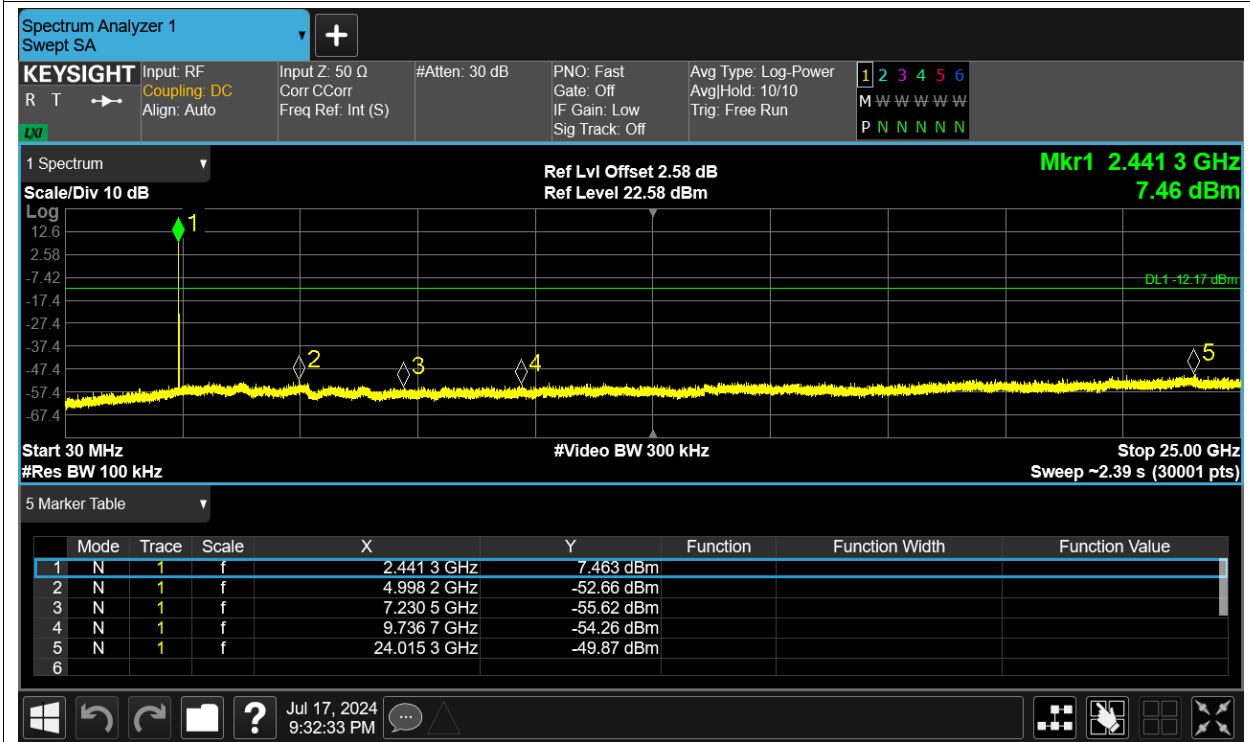 Spectrum Analyzer 1
Swept SA
+
KEYSIGHT Input: RF Input Z: 50 Ω #Atten: 30 dB PNO: Fast Avg Type: Log-Power 1 2 3 4 5 6
R T Coupling: DC Corr CCorr Gate: Off Avg|Hold: 10/10 M W W W W W
Align: Auto Freq Ref: Int (S) IF Gain: Low Trig: Free Run
LXI Sig Track: Off P N N N N N
1 Spectrum Ref Lvl Offset 2.58 dB Mkr1 2.441 3 GHz
Scale/Div 10 dB Ref Level 22.58 dBm 7.46 dBm
Log
1
12.6
2.58
-7.42
DL1 -12.17 dBm
-17.4
-27.4
-37.4
2 3 4 5
-47.4
-57.4
-67.4
Start 30 MHz #Video BW 300 kHz Stop 25.00 GHz
#Res BW 100 kHz Sweep ~2.39 s (30001 pts)
5 Marker Table
Mode Trace Scale X Y Function Function Width Function Value
1 N 1 f 2.441 3 GHz 7.463 dBm
2 N 1 f 4.998 2 GHz -52.66 dBm
3 N 1 f 7.230 5 GHz -55.62 dBm
4 N 1 f 9.736 7 GHz -54.26 dBm
5 N 1 f 24.015 3 GHz -49.87 dBm
6
? Jul 17, 2024
9:32:33 PM